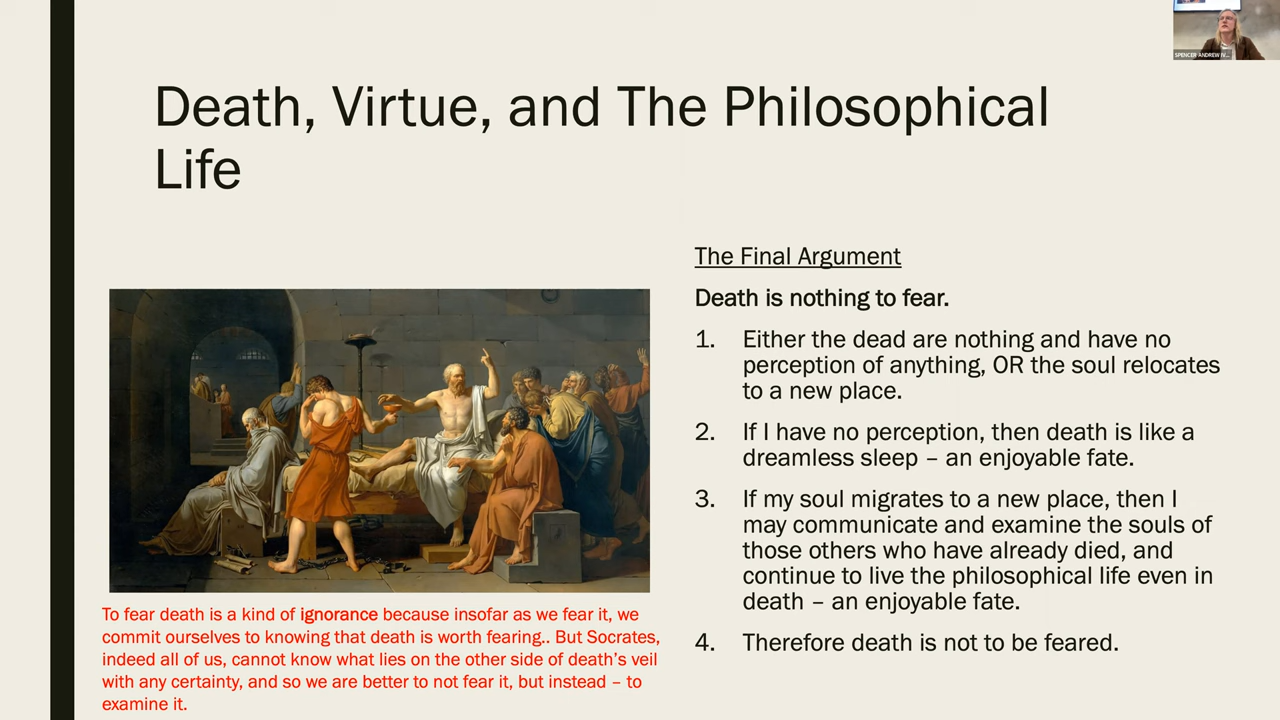 SPENCER ANDREW IV...
Death, Virtue, and The Philosophical
Life
The Final Argument
Death is nothing to fear.
1. Either the dead are nothing and have no
perception of anything, OR the soul relocates
to a new place.
2. If I have no perception, then death is like a
dreamless sleep – an enjoyable fate.
3. If my soul migrates to a new place, then I
may communicate and examine the souls of
those others who have already died, and
continue to live the philosophical life even in
death – an enjoyable fate.
4. Therefore death is not to be feared.
To fear death is a kind of ignorance because insofar as we fear it, we
commit ourselves to knowing that death is worth fearing.. But Socrates,
indeed all of us, cannot know what lies on the other side of death's veil
with any certainty, and so we are better to not fear it, but instead – to
examine it.